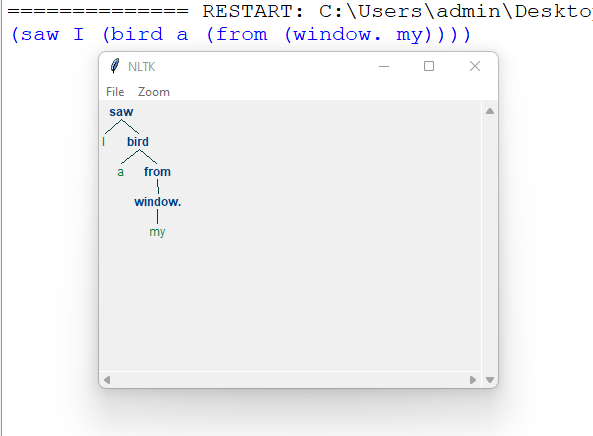 ============== RESTART: C:\Users\admin\Deskto
(saw I (bird a (from (window. my))))
NLTK
File Zoom
saw
I bird
a from
window.
my